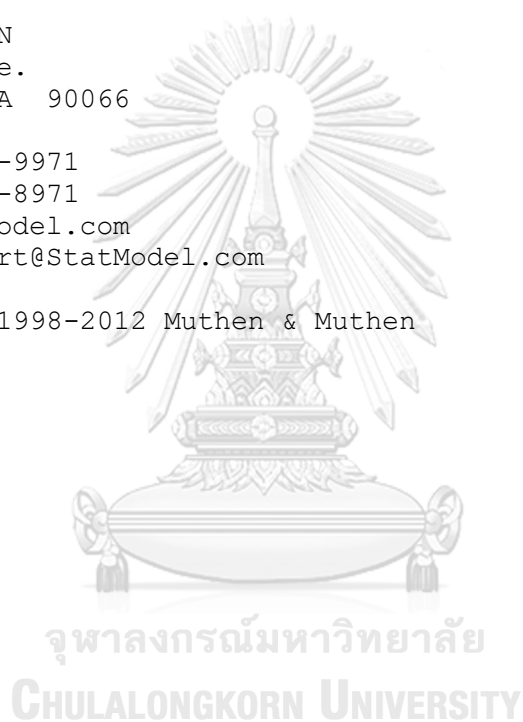 N
e.
A  90066
-9971
-8971
odel.com
rt@StatModel.com
1998-2012 Muthen & Muthen
จุฬาลงกรณ์มหาวิทยาลัย
CHULALONGKORN UNIVERSITY